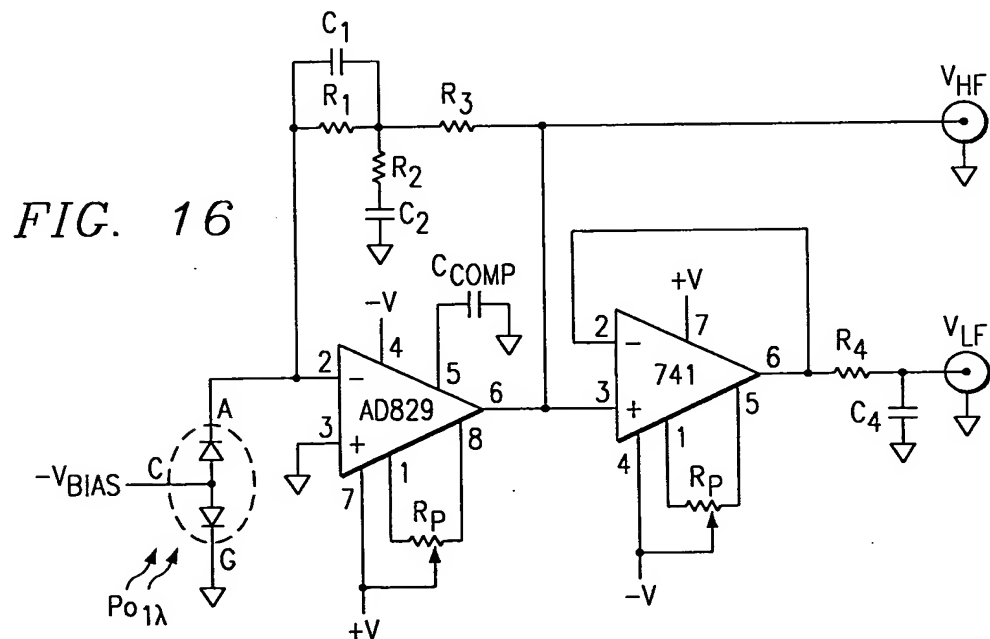 C1
R1
R3
VHF
R2
C2
FIG. 16
CCOMP
-V
+V
4
5
2
-
AD829
6
3
+
8
7
1
RP
+V
2
-
7
741
6
R4
VLF
3
+
5
C4
4
1
RP
-V
A
C
-VBIAS
G
Po1λ